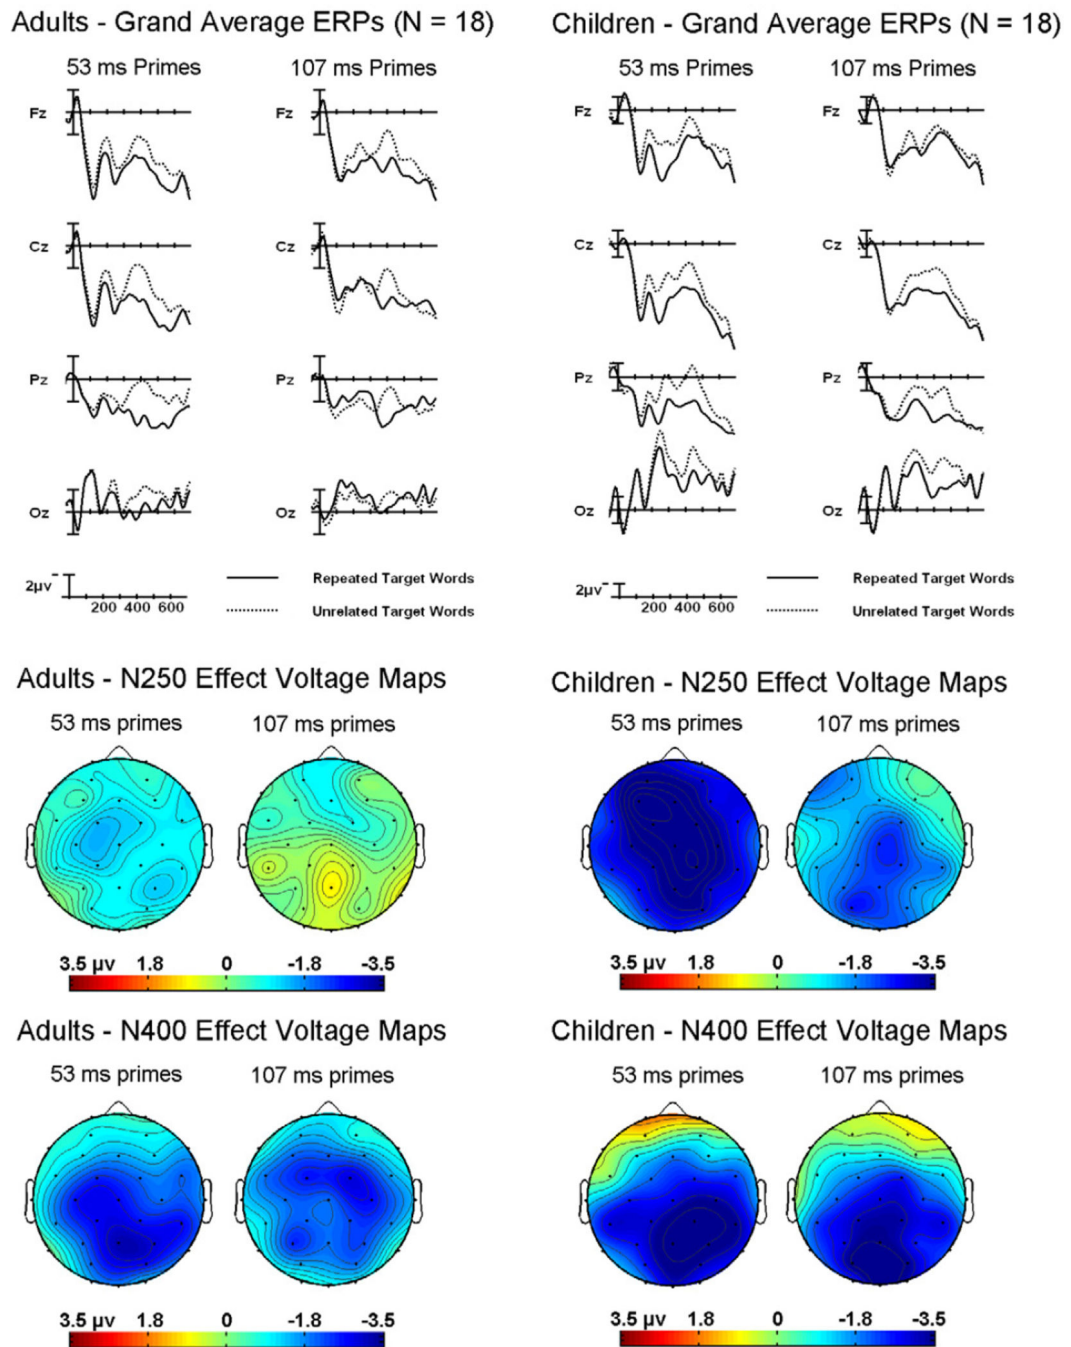 Adults - Grand Average ERPs (N = 18)
Children - Grand Average ERPs (N = 18)
53 ms Primes
107 ms Primes
53 ms Primes
107 ms Primes
Fz
Fz
Fz
Fz
Cz
Cz
Cz
Cz
Pz
Pz
Pz
Pz
Oz
Oz
Oz
Oz
2μv
-
200 400 600
Repeated Target Words
Unrelated Target Words
2μv
-
200 400 600
Repeated Target Words
Unrelated Target Words
Adults - N250 Effect Voltage Maps
Children - N250 Effect Voltage Maps
53 ms primes
107 ms primes
53 ms primes
107 ms primes
3.5 μv 1.8 0 -1.8 -3.5
3.5 μv 1.8 0 -1.8 -3.5
Adults - N400 Effect Voltage Maps
Children - N400 Effect Voltage Maps
53 ms primes
107 ms primes
53 ms primes
107 ms primes
3.5 μv 1.8 0 -1.8 -3.5
3.5 μv 1.8 0 -1.8 -3.5